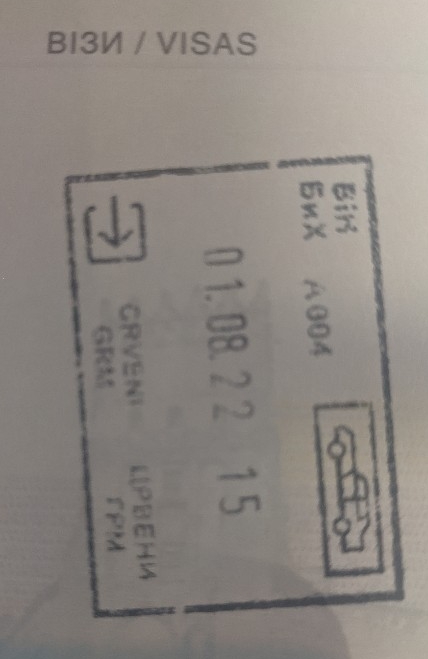 ВІЗИ / VISAS
BiH
БиХ A004
01.08.22 15
CRVENI ЦРВЕНИ
GRM ГРМ